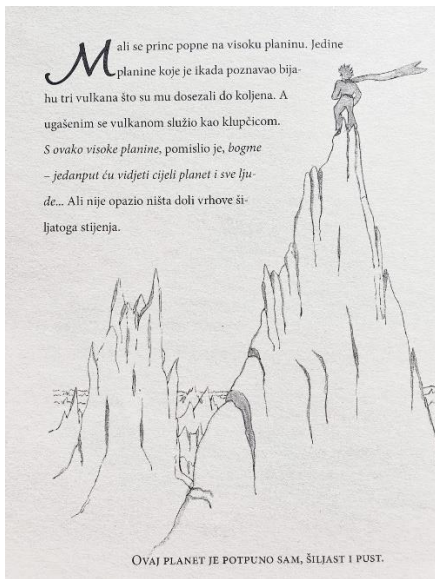 Mali se princ popne na visoku planinu. Jedine
planine koje je ikada poznavao bija-
hu tri vulkana što su mu dosezali do koljena. A
ugašenim se vulkanom služio kao klupčicom.
S ovako visoke planine, pomislio je, bogme
– jedanput ću vidjeti cijeli planet i sve lju-
de... Ali nije opazio ništa doli vrhove ši-
ljatoga stijenja.
OVAJ PLANET JE POTPUNO SAM, ŠILJAST I PUST.